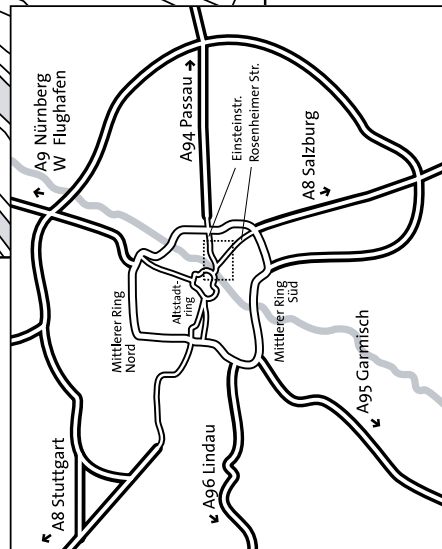 A9 Nürnberg
W Flughafen
A94 Passau
Einsteinstr.
Rosenheimer Str.
A8 Salzburg
Mittlerer Ring
Nord
Altstadt-
ring
Mittlerer Ring
Süd
A8 Stuttgart
A96 Lindau
A95 Garmisch